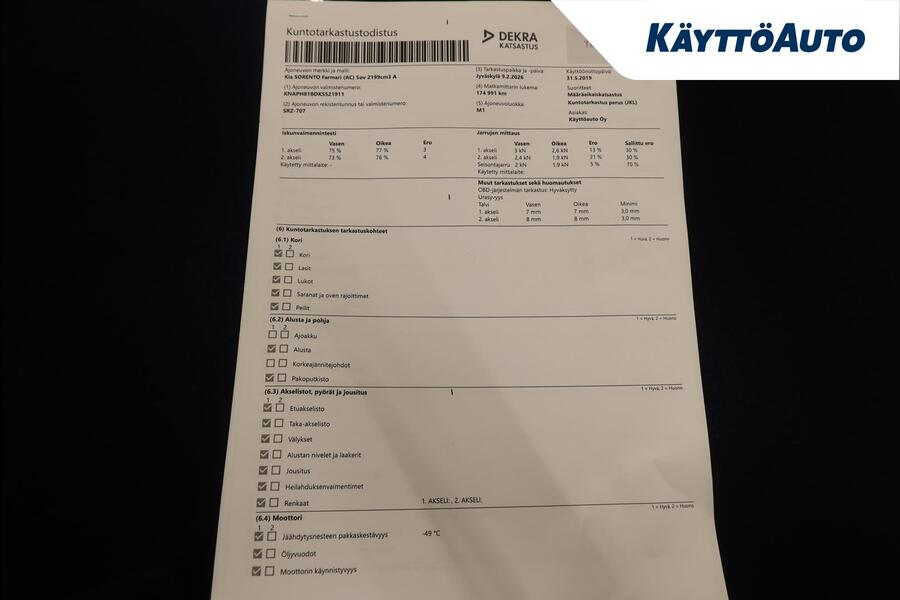 KÄYTTÖAUTO
Kuntotarkastustodistus
DEKRA
KATSASTUS
Ajoneuvon merkki ja malli:
Kia SORENTO Farmari (AC) 5ov 2199cm3 A
(1) Ajoneuvon valmistenumero:
KNAPH81BDK5521911
(2) Ajoneuvon rekisteritunnus tai valmistenumero:
SRZ-707
(3) Tarkastuspaikka ja -päivä:
Jyväskylä 9.2.2026
(4) Matkamittarin lukema:
174 991 km
(5) Ajoneuvoluokka:
M1
Käyttöönottopäivä:
31.5.2019
Suoritteet
Määräaikaiskatsastus
Kuntotarkastus perus (JKL)
Asiakas:
Käyttöauto Oy
Iskunvaimennintesti
Vasen Oikea Ero
1. akseli 75 % 77 % 3
2. akseli 73 % 76 % 4
Käytetty mittalaite: -
Jarrujen mittaus
Vasen Oikea Ero Sallittu ero
1. akseli 3 kN 2,6 kN 13 % 30 %
2. akseli 2,4 kN 1,9 kN 21 % 30 %
Seisontajarru 2 kN 1,9 kN 5 % 70 %
Käytetty mittalaite:
Muut tarkastukset sekä huomautukset
OBD-järjestelmän tarkastus: Hyväksytty
Urasyvyys
Talvi Vasen Oikea Minimi
1. akseli 7 mm 7 mm 3,0 mm
2. akseli 8 mm 8 mm 3,0 mm
(6) Kuntotarkastuksen tarkastuskohteet
(6.1) Kori 1 = Hyvä, 2 = Huono
1 2
Kori
Lasit
Lukot
Saranat ja oven rajoittimet
Peilit
(6.2) Alusta ja pohja 1 = Hyvä, 2 = Huono
1 2
Ajoakku
Alusta
Korkeajännitejohdot
Pakoputkisto
(6.3) Akselistot, pyörät ja jousitus 1 = Hyvä, 2 = Huono
1 2
Etuakselisto
Taka-akselisto
Välykset
Alustan nivelet ja laakerit
Jousitus
Heilahduksenvaimentimet
Renkaat 1. AKSELI: , 2. AKSELI:
(6.4) Moottori 1 = Hyvä, 2 = Huono
1 2
Jäähdytysnesteen pakkaskestävyys -49 °C
Öljyvuodot
Moottorin käynnistyvyys